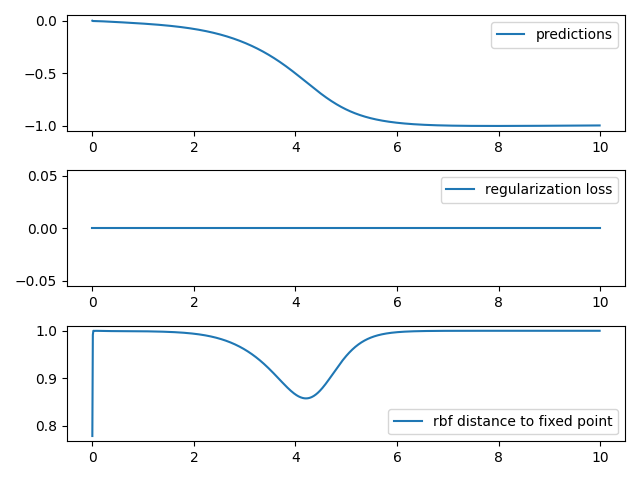 0.0
−0.5
−1.0
predictions
0 2 4 6 8 10
0.05
0.00
−0.05
regularization loss
0 2 4 6 8 10
1.0
0.9
0.8
rbf distance to fixed point
0 2 4 6 8 10